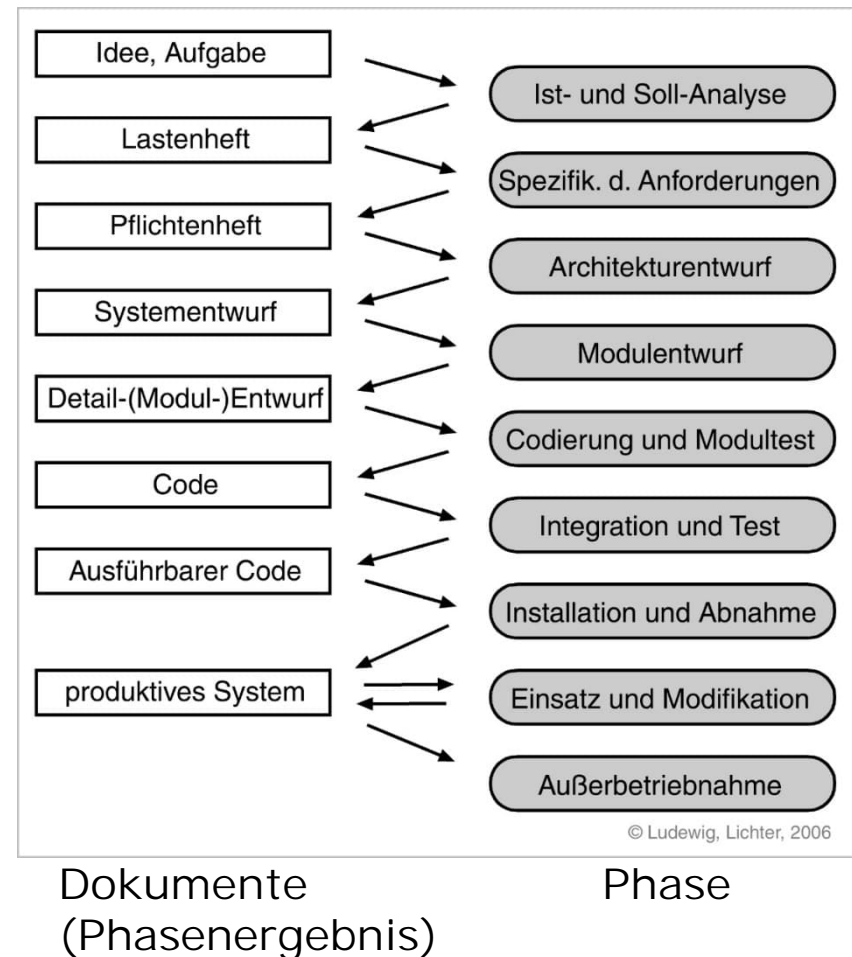 Idee, Aufgabe
Ist- und Soll-Analyse
Lastenheft
Spezifik. d. Anforderungen
Pflichtenheft
Architekturentwurf
Systementwurf
Modulentwurf
Detail-(Modul-)Entwurf
Codierung und Modultest
Code
Integration und Test
Ausführbarer Code
Installation und Abnahme
produktives System
Einsatz und Modifikation
Außerbetriebnahme
© Ludewig, Lichter, 2006
Dokumente
(Phasenergebnis)
Phase